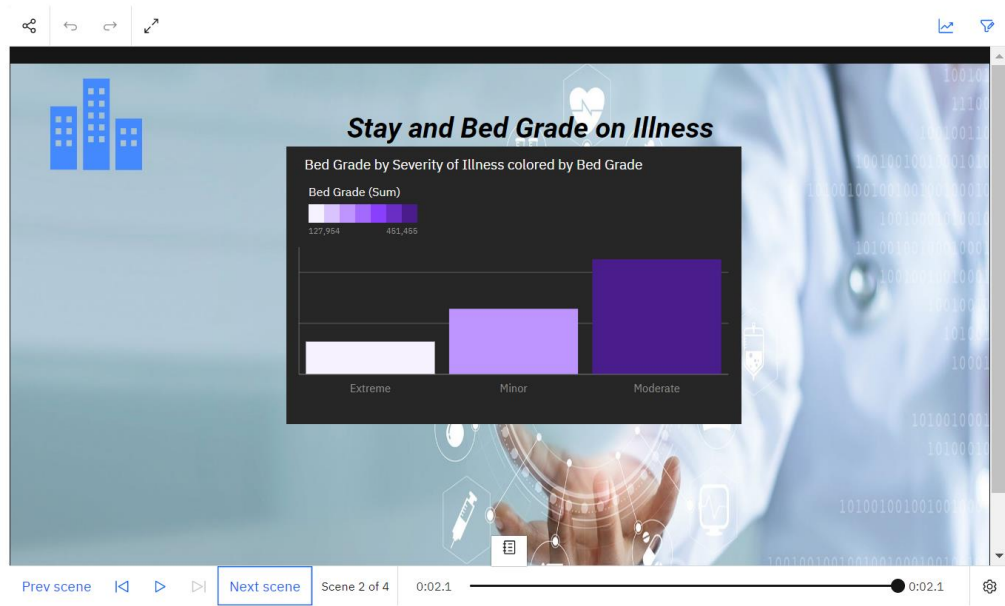 Stay and Bed Grade on Illness
Bed Grade by Severity of Illness colored by Bed Grade
Bed Grade (Sum)
127,954 451,455
Extreme Minor Moderate
Prev scene Next scene Scene 2 of 4 0:02.1 0:02.1